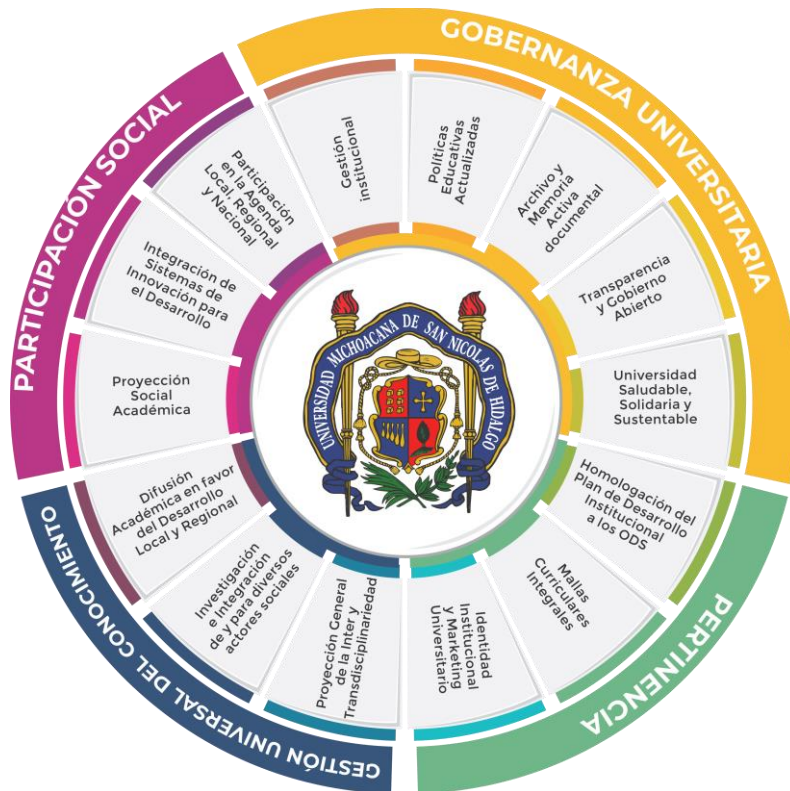 GOBERNANZA UNIVERSITARIA
Gestión
institucional
Políticas
Educativas
Actualizadas
Archivo y
Memoria
Activa
documental
Transparencia
y Gobierno
Abierto
Universidad
Saludable,
Solidaria y
Sustentable
PERTINENCIA
Homologación del
Plan de Desarrollo
Institucional
a los ODS
Mallas
Curriculares
Integrales
Identidad
Institucional
y Marketing
Universitario
GESTIÓN UNIVERSAL DEL CONOCIMIENTO
Proyección General
de la Inter y
Transdisciplinariedad
Investigación
e Integración
de y para diversos
actores sociales
Difusión
Académica en favor
del Desarrollo
Local y Regional
PARTICIPACIÓN SOCIAL
Proyección
Social
Académica
Integración de
Sistemas de
Innovación para
el Desarrollo
Participación
en la Agenda
Local, Regional
y Nacional
UNIVERSIDAD MICHOACANA DE SAN NICOLAS DE HIDALGO